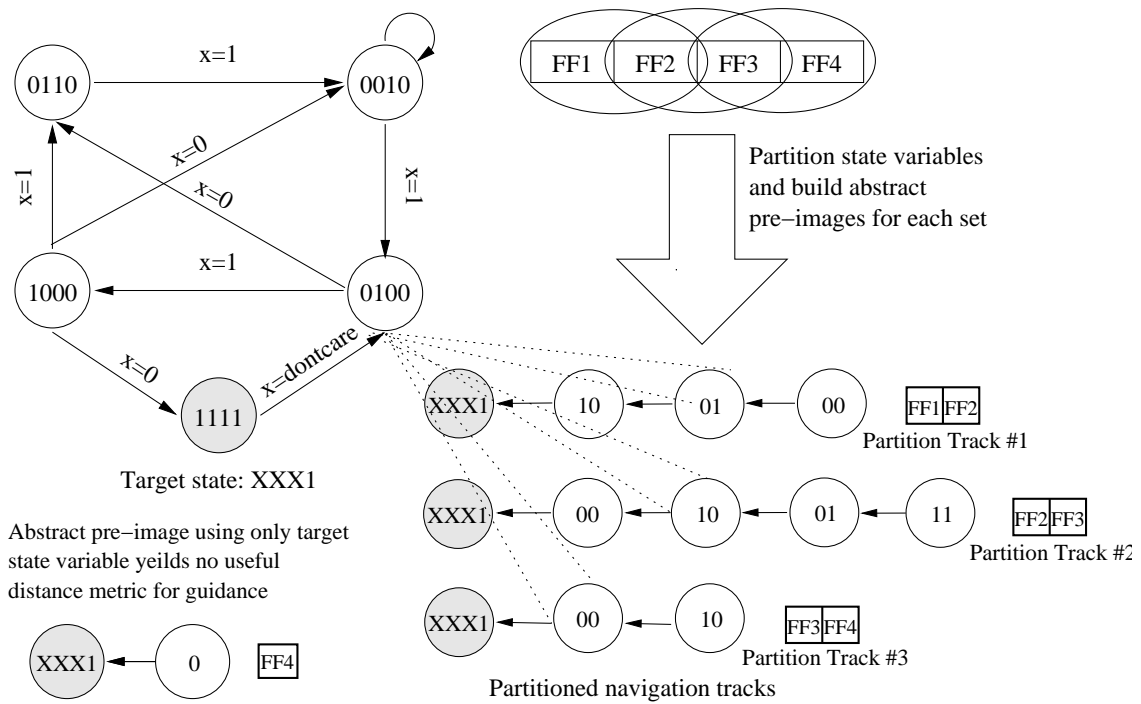 x=1
0110
0010
x=0
x=1
x=0
x=1
x=1
1000
0100
x=0
x=dontcare
1111
Target state: XXX1
FF1 FF2 FF3 FF4
Partition state variables
and build abstract
pre-images for each set
XXX1 10 01 00 FF1 FF2
Partition Track #1
XXX1 00 10 01 11 FF2 FF3
Partition Track #2
XXX1 00 10 FF3 FF4
Partition Track #3
Partitioned navigation tracks
Abstract pre-image using only target
state variable yeilds no useful
distance metric for guidance
XXX1 0 FF4